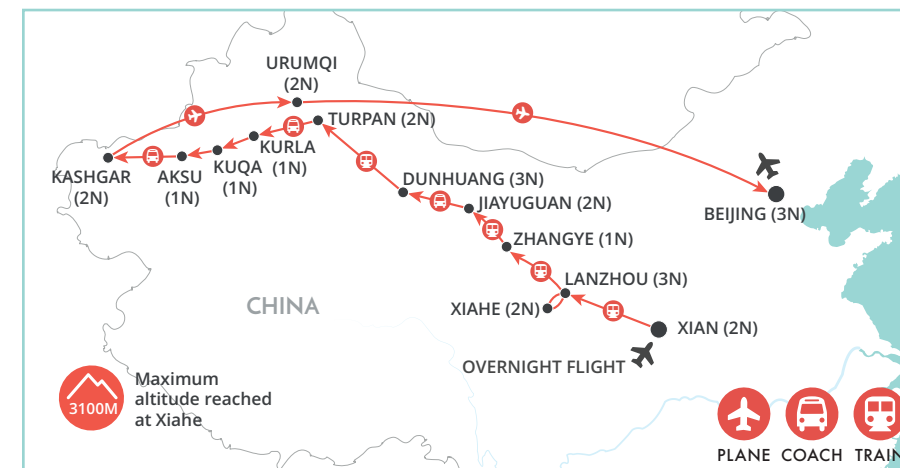 URUMQI
(2N)
TURPAN (2N)
KURLA
(1N)
KUQA
(1N)
AKSU
(1N)
KASHGAR
(2N)
DUNHUANG (3N)
JIAYUGUAN (2N)
ZHANGYE (1N)
LANZHOU (3N)
XIAHE (2N)
XIAN (2N)
OVERNIGHT FLIGHT
BEIJING (3N)
CHINA
3100M
Maximum
altitude reached
at Xiahe
PLANE COACH TRAIN